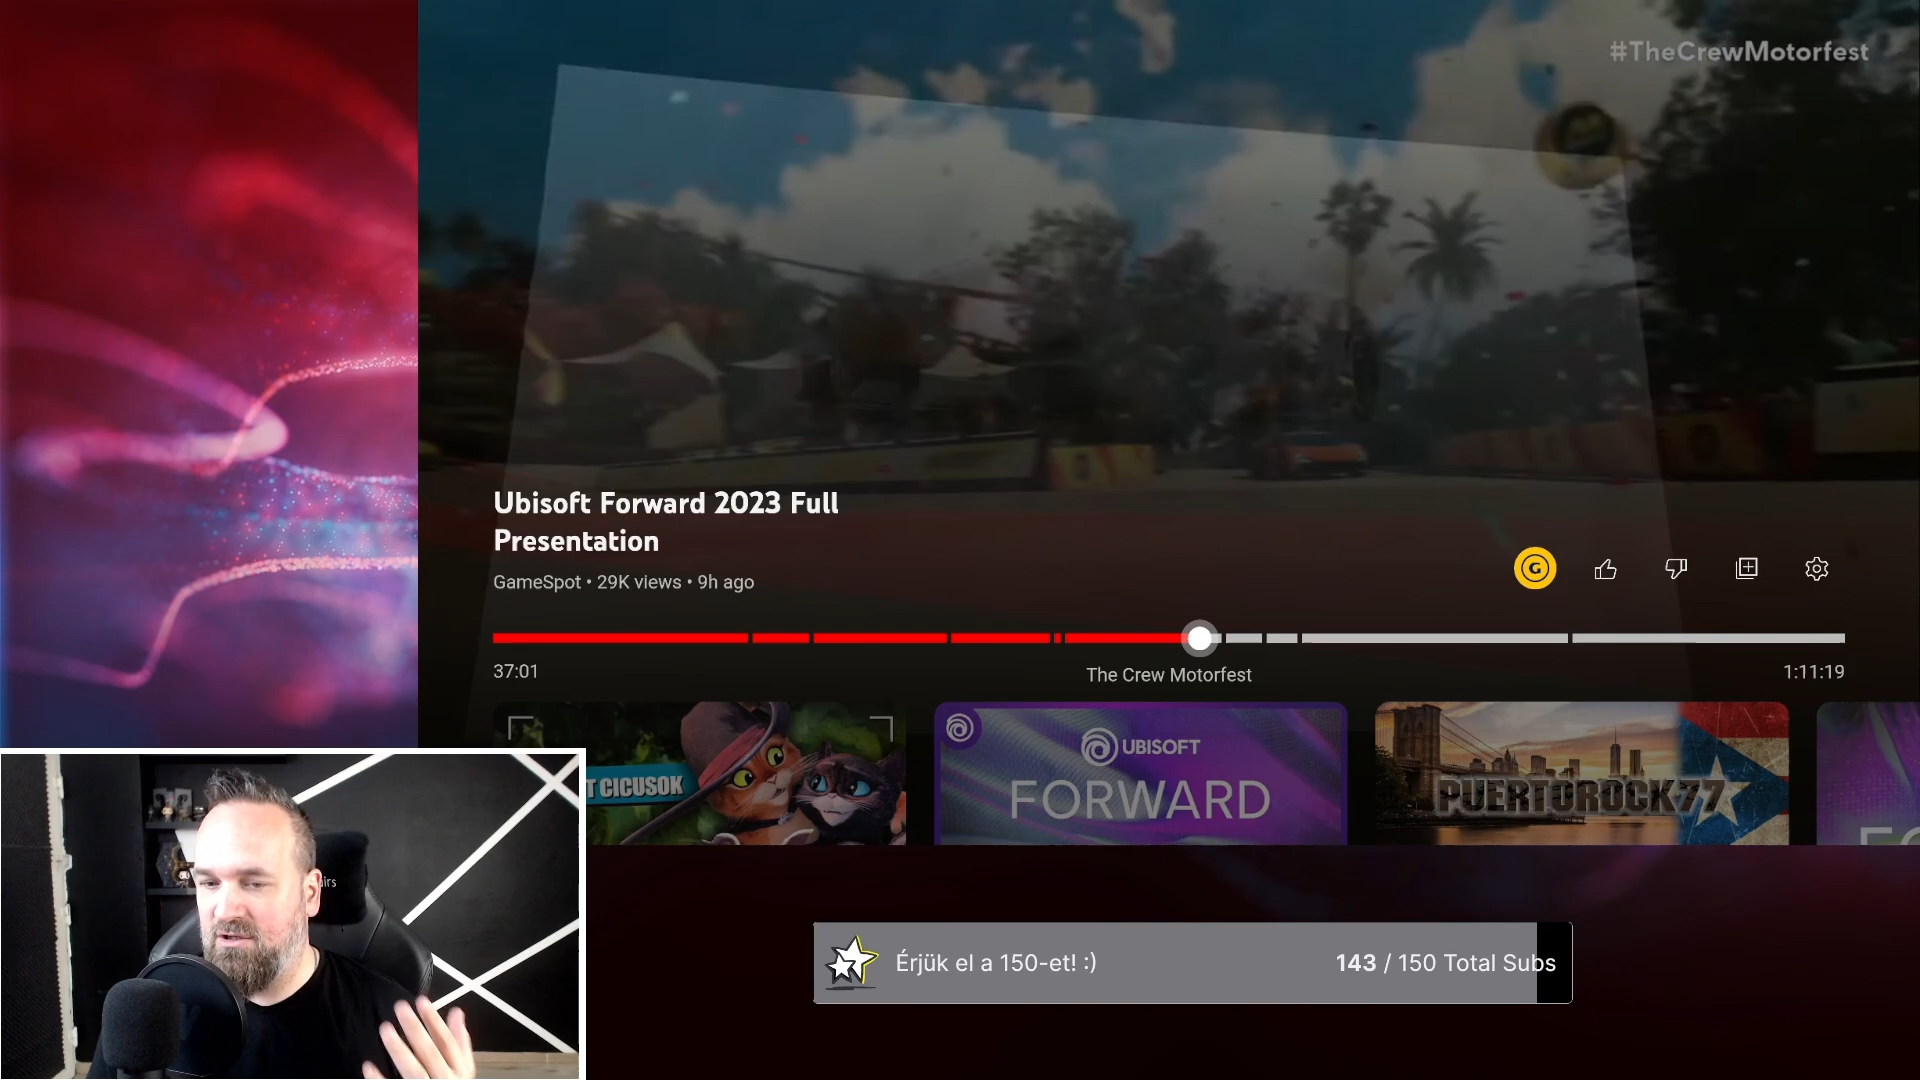 #TheCrewMotorfest
Ubisoft Forward 2023 Full
Presentation
GameSpot • 29K views • 9h ago
G
37:01
The Crew Motorfest
1:11:19
T CICUSOK
UBISOFT
FORWARD
PUERTOROCK77
Érjük el a 150-et! :)
143 / 150 Total Subs